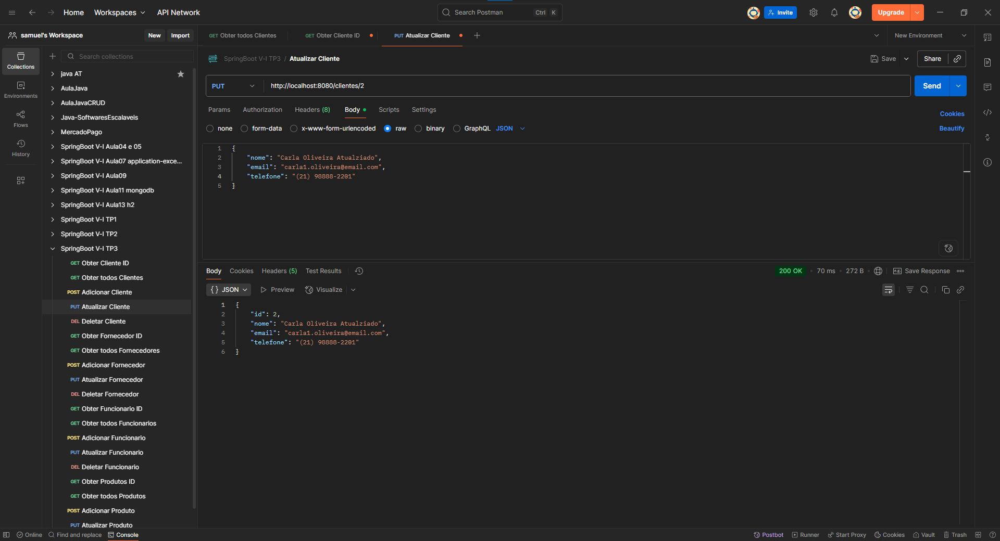 Home Workspaces API Network Search Postman Ctrl K Invite Upgrade
samuel's Workspace New Import
GET Obter todos Clientes GET Obter Cliente ID PUT Atualizar Cliente New Environment
Collections
Environments
Flows
History
Search collections
java AT
AulaJava
AulaJavaCRUD
Java-SoftwaresEscalaveis
MercadoPago
SpringBoot V-I Aula04 e 05
SpringBoot V-I Aula07 application-exce...
SpringBoot V-I Aula09
SpringBoot V-I Aula11 mongodb
SpringBoot V-I Aula13 h2
SpringBoot V-I TP1
SpringBoot V-I TP2
SpringBoot V-I TP3
GET Obter Cliente ID
GET Obter todos Clientes
POST Adicionar Cliente
PUT Atualizar Cliente
DEL Deletar Cliente
GET Obter Fornecedor ID
GET Obter todos Fornecedores
POST Adicionar Fornecedor
PUT Atualizar Fornecedor
DEL Deletar Fornecedor
GET Obter Funcionario ID
GET Obter todos Funcionarios
POST Adicionar Funcionario
PUT Atualizar Funcionario
DEL Deletar Funcionario
GET Obter Produtos ID
GET Obter todos Produtos
POST Adicionar Produto
PUT Atualizar Produto
HTTP SpringBoot V-I TP3 / Atualizar Cliente Save Share
PUT http://localhost:8080/clientes/2 Send
Params Authorization Headers (8) Body Scripts Settings Cookies
none form-data x-www-form-urlencoded raw binary GraphQL JSON Beautify
1 {
2 "nome": "Carla Oliveira Atualziado",
3 "email": "carla1.oliveira@email.com",
4 "telefone": "(21) 98888-2201"
5 }
Body Cookies Headers (5) Test Results 200 OK 70 ms 272 B e.g. Save Response
{} JSON Preview Visualize
1 {
2 "id": 2,
3 "nome": "Carla Oliveira Atualziado",
4 "email": "carla1.oliveira@email.com",
5 "telefone": "(21) 98888-2201"
6 }
Online Find and replace Console Postbot Runner Start Proxy Cookies Vault Trash